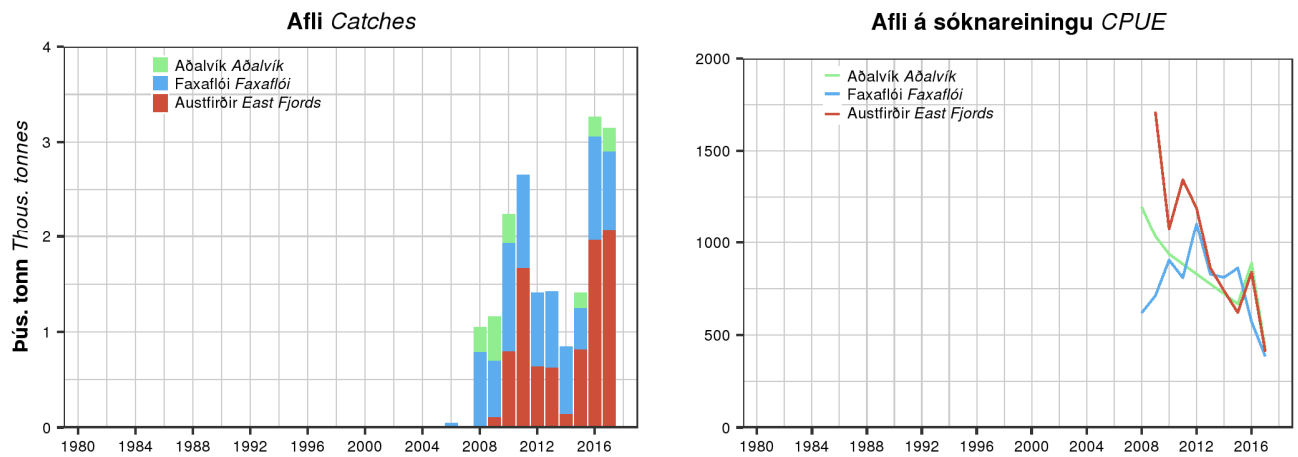 Afli Catches
Þús. tonn Thous. tonnes
4
3
2
1
0
Aðalvík Aðalvík
Faxaflói Faxaflói
Austfirðir East Fjords
1980 1984 1988 1992 1996 2000 2004 2008 2012 2016
Afli á sóknareiningu CPUE
2000
1500
1000
500
0
Aðalvík Aðalvík
Faxaflói Faxaflói
Austfirðir East Fjords
1980 1984 1988 1992 1996 2000 2004 2008 2012 2016